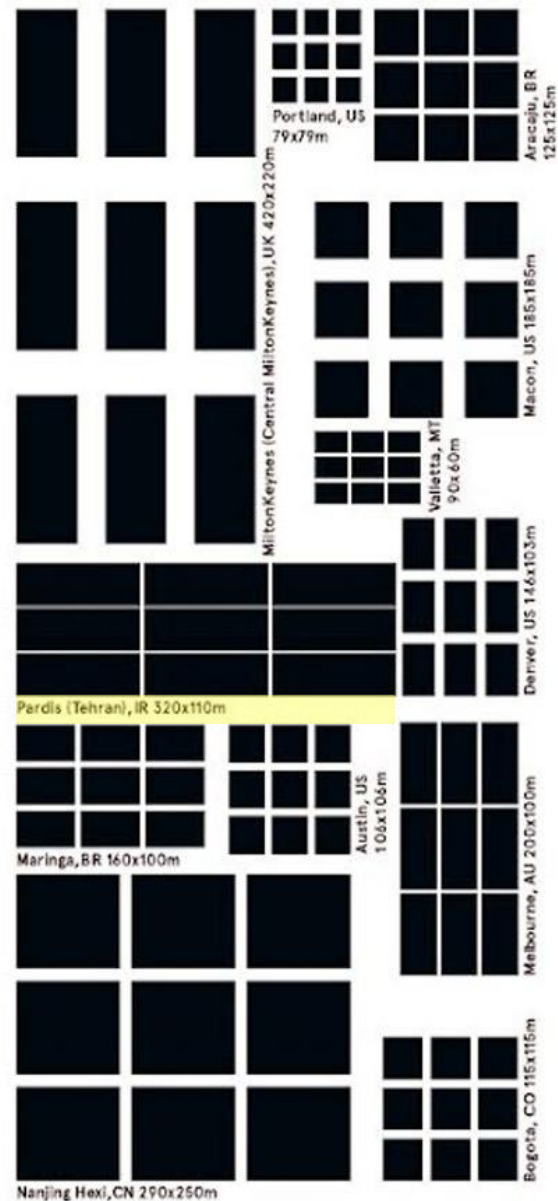 Portland, US
79x79m
Aracaju, BR
125x125m
MiltonKeynes (Central MiltonKeynes), UK 420x220m
Macon, US 185x185m
Valletta, MT
90x60m
Denver, US 146x103m
Pardis (Tehran), IR 320x110m
Austin, US
106x106m
Melbourne, AU 200x100m
Maringa, BR 160x100m
Bogota, CO 115x115m
Nanjing Hexi, CN 290x250m